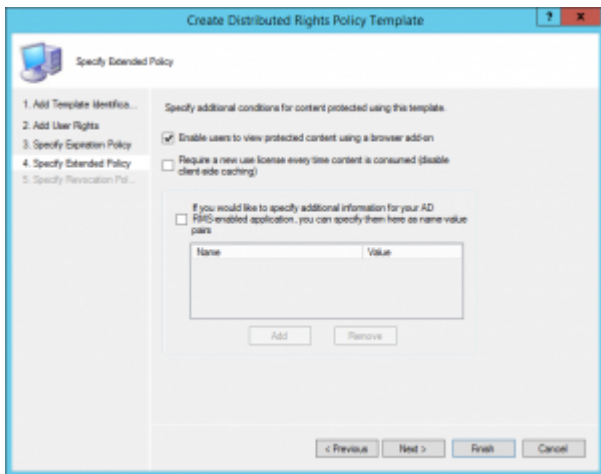 Create Distributed Rights Policy Template
?
x
Specify Extended Policy
1. Add Template Identifica...
2. Add User Rights
3. Specify Expiration Policy
4. Specify Extended Policy
5. Specify Revocation Pol...
Specify additional conditions for content protected using this template.
Enable users to view protected content using a browser add-on
Require a new use license every time content is consumed (disable
client-side caching)
If you would like to specify additional information for your AD
RMS-enabled application, you can specify them here as name-value
pairs
Name Value
Add Remove
< Previous Next > Finish Cancel